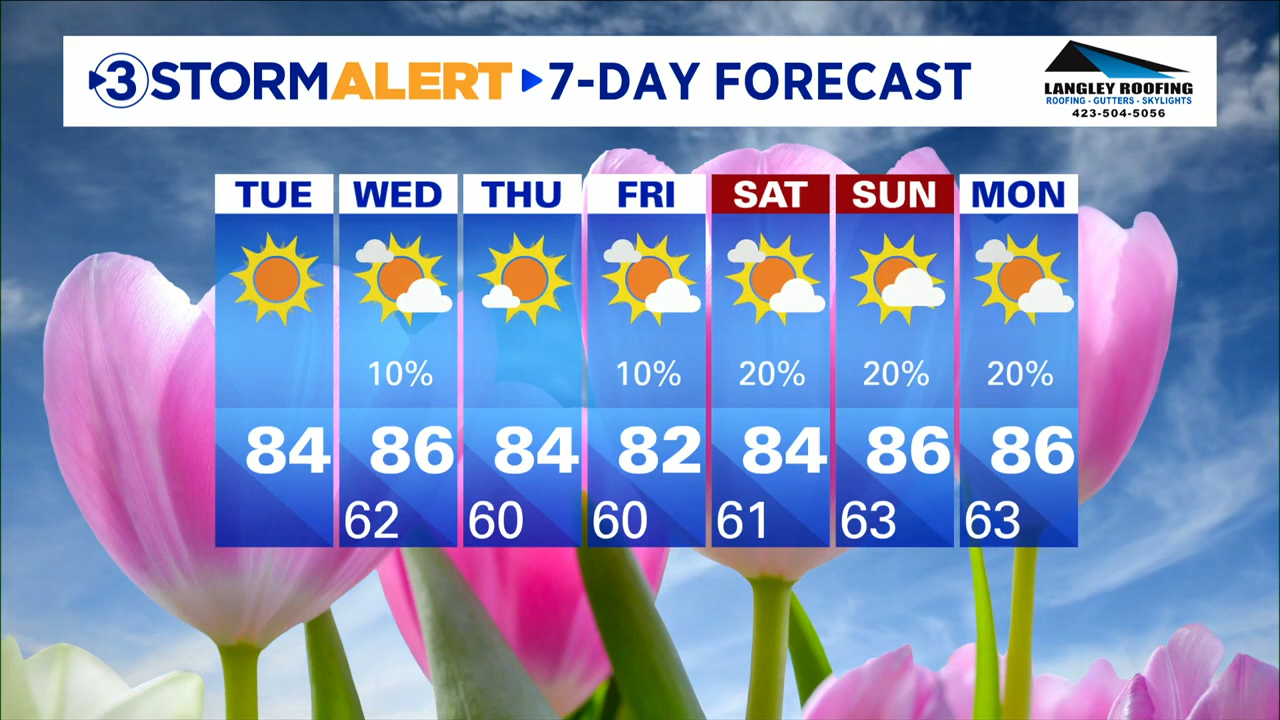 3 STORMALERT 7-DAY FORECAST
LANGLEY ROOFING
ROOFING - GUTTERS - SKYLIGHTS
423-504-5056
TUE WED THU FRI SAT SUN MON
10% 10% 20% 20% 20%
84 86 84 82 84 86 86
62 60 60 61 63 63